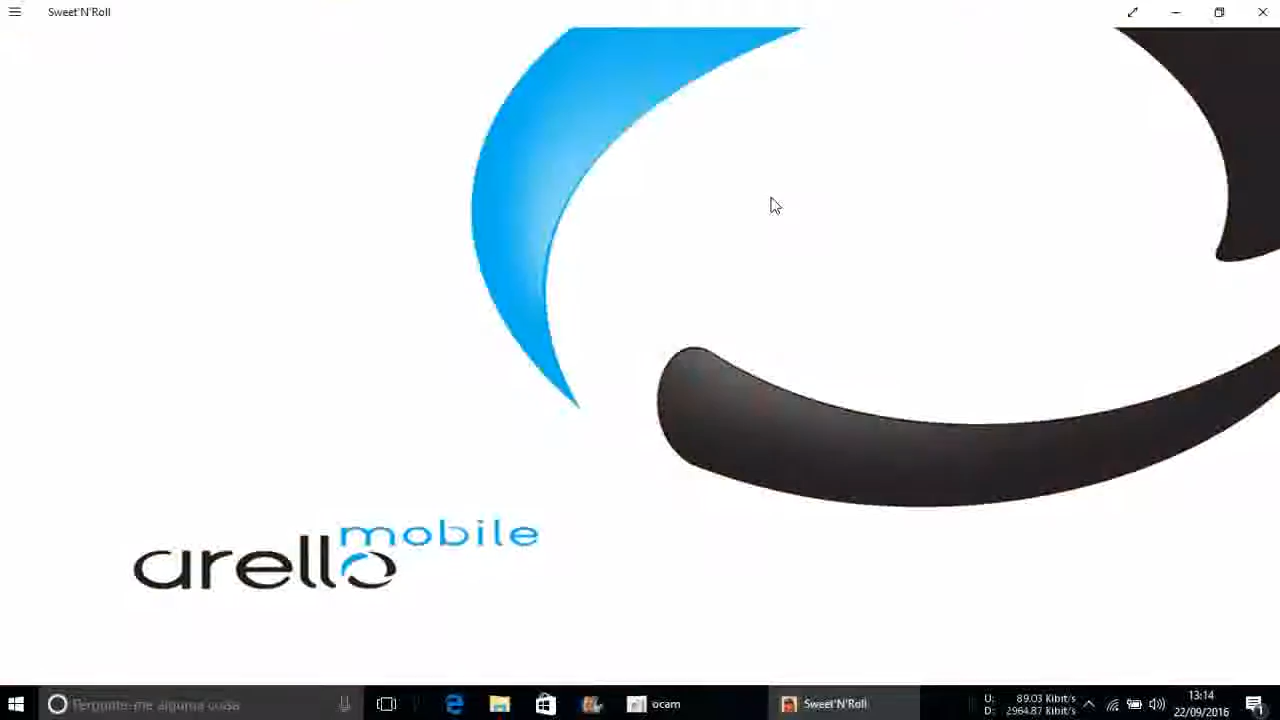 Sweet'N'Roll
mobile
arello
Pergunte-me alguma coisa
ocam
Sweet'N'Roll
U: 89.03 Kibit/s
D: 2964.87 Kibit/s
13:14
22/09/2016
1